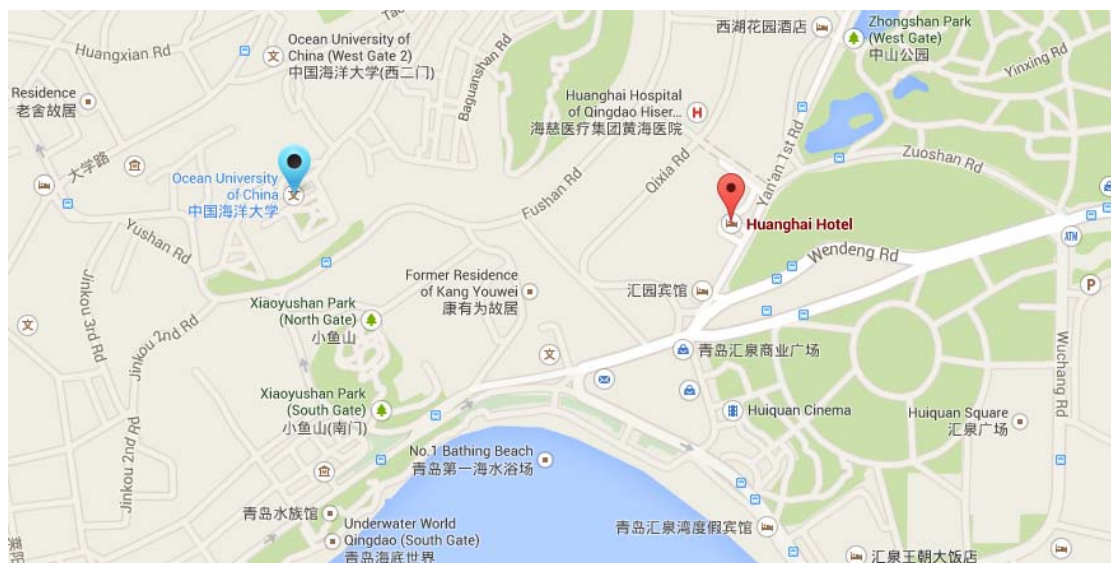 Huangxian Rd
Ocean University of
China (West Gate 2)
中国海洋大学(西二门)
Baguanshan Rd
西湖花园酒店
Zhongshan Park
(West Gate)
中山公园
Yinxing Rd
Residence
老舍故居
Huanghai Hospital
of Qingdao Hiser...
海慈医疗集团黄海医院
大学路
Ocean University
of China
中国海洋大学
Yushan Rd
Fushan Rd
Qixia Rd
Yan'an 1st Rd
Zuoshan Rd
Huanghai Hotel
Wendeng Rd
ATM
P
Former Residence
of Kang Youwei
康有为故居
汇园宾馆
Xiaoyushan Park
(North Gate)
小鱼山
Jinkou 3rd Rd
Jinkou 2nd Rd
青岛汇泉商业广场
Wuchang Rd
Xiaoyushan Park
(South Gate)
小鱼山(南门)
Huiquan Cinema
Huiquan Square
汇泉广场
Jinkou 2nd Rd
No.1 Bathing Beach
青岛第一海水浴场
青岛水族馆
Underwater World
Qingdao (South Gate)
青岛海底世界
青岛汇泉湾度假宾馆
汇泉王朝大饭店